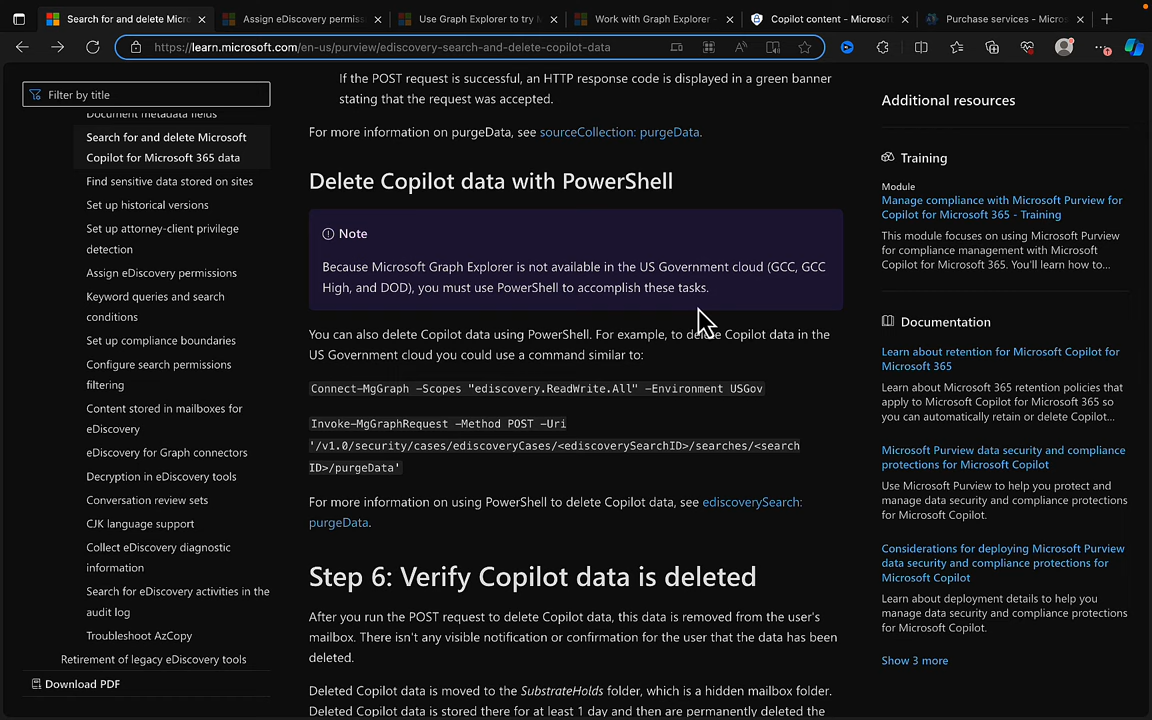 Search for and delete Micro
Assign eDiscovery permiss
Use Graph Explorer to try M
Work with Graph Explorer -
Copilot content - Microsoft
Purchase services - Micros
https://learn.microsoft.com/en-us/purview/ediscovery-search-and-delete-copilot-data
Filter by title
Document metadata fields
Search for and delete Microsoft
Copilot for Microsoft 365 data
Find sensitive data stored on sites
Set up historical versions
Set up attorney-client privilege
detection
Assign eDiscovery permissions
Keyword queries and search
conditions
Set up compliance boundaries
Configure search permissions
filtering
Content stored in mailboxes for
eDiscovery
eDiscovery for Graph connectors
Decryption in eDiscovery tools
Conversation review sets
CJK language support
Collect eDiscovery diagnostic
information
Search for eDiscovery activities in the
audit log
Troubleshoot AzCopy
Retirement of legacy eDiscovery tools
Download PDF
If the POST request is successful, an HTTP response code is displayed in a green banner
stating that the request was accepted.
For more information on purgeData, see sourceCollection: purgeData.
Delete Copilot data with PowerShell
Note
Because Microsoft Graph Explorer is not available in the US Government cloud (GCC, GCC
High, and DOD), you must use PowerShell to accomplish these tasks.
You can also delete Copilot data using PowerShell. For example, to delete Copilot data in the
US Government cloud you could use a command similar to:
Connect-MgGraph -Scopes "ediscovery.ReadWrite.All" -Environment USGov
Invoke-MgGraphRequest -Method POST -Uri
'/v1.0/security/cases/ediscoveryCases/<ediscoverySearchID>/searches/<search
ID>/purgeData'
For more information on using PowerShell to delete Copilot data, see ediscoverySearch:
purgeData.
Step 6: Verify Copilot data is deleted
After you run the POST request to delete Copilot data, this data is removed from the user's
mailbox. There isn't any visible notification or confirmation for the user that the data has been
deleted.
Deleted Copilot data is moved to the SubstrateHolds folder, which is a hidden mailbox folder.
Deleted Copilot data is stored there for at least 1 day and then are permanently deleted the
Additional resources
Training
Module
Manage compliance with Microsoft Purview for
Copilot for Microsoft 365 - Training
This module focuses on using Microsoft Purview
for compliance management with Microsoft
Copilot for Microsoft 365. You'll learn how to...
Documentation
Learn about retention for Microsoft Copilot for
Microsoft 365
Learn about Microsoft 365 retention policies that
apply to Microsoft Copilot for Microsoft 365 so
you can automatically retain or delete Copilot...
Microsoft Purview data security and compliance
protections for Microsoft Copilot
Use Microsoft Purview to help you protect and
manage data security and compliance protections
for Microsoft Copilot.
Considerations for deploying Microsoft Purview
data security and compliance protections for
Microsoft Copilot
Learn about deployment details to help you
manage data security and compliance protections
for Microsoft Copilot.
Show 3 more